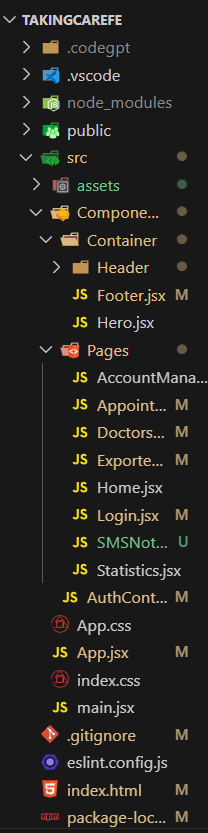 TAKINGCAREFE
.codegpt
.vscode
node_modules
public
src
assets
Compone...
Container
Header
JS Footer.jsx M
JS Hero.jsx
Pages
JS AccountMana...
JS Appoint... M
JS Doctors... M
JS Exporte... M
JS Home.jsx
JS Login.jsx M
JS SMSNot... U
JS Statistics.jsx
JS AuthCont... M
App.css
JS App.jsx M
index.css
JS main.jsx
.gitignore M
eslint.config.js
index.html M
package-loc... M